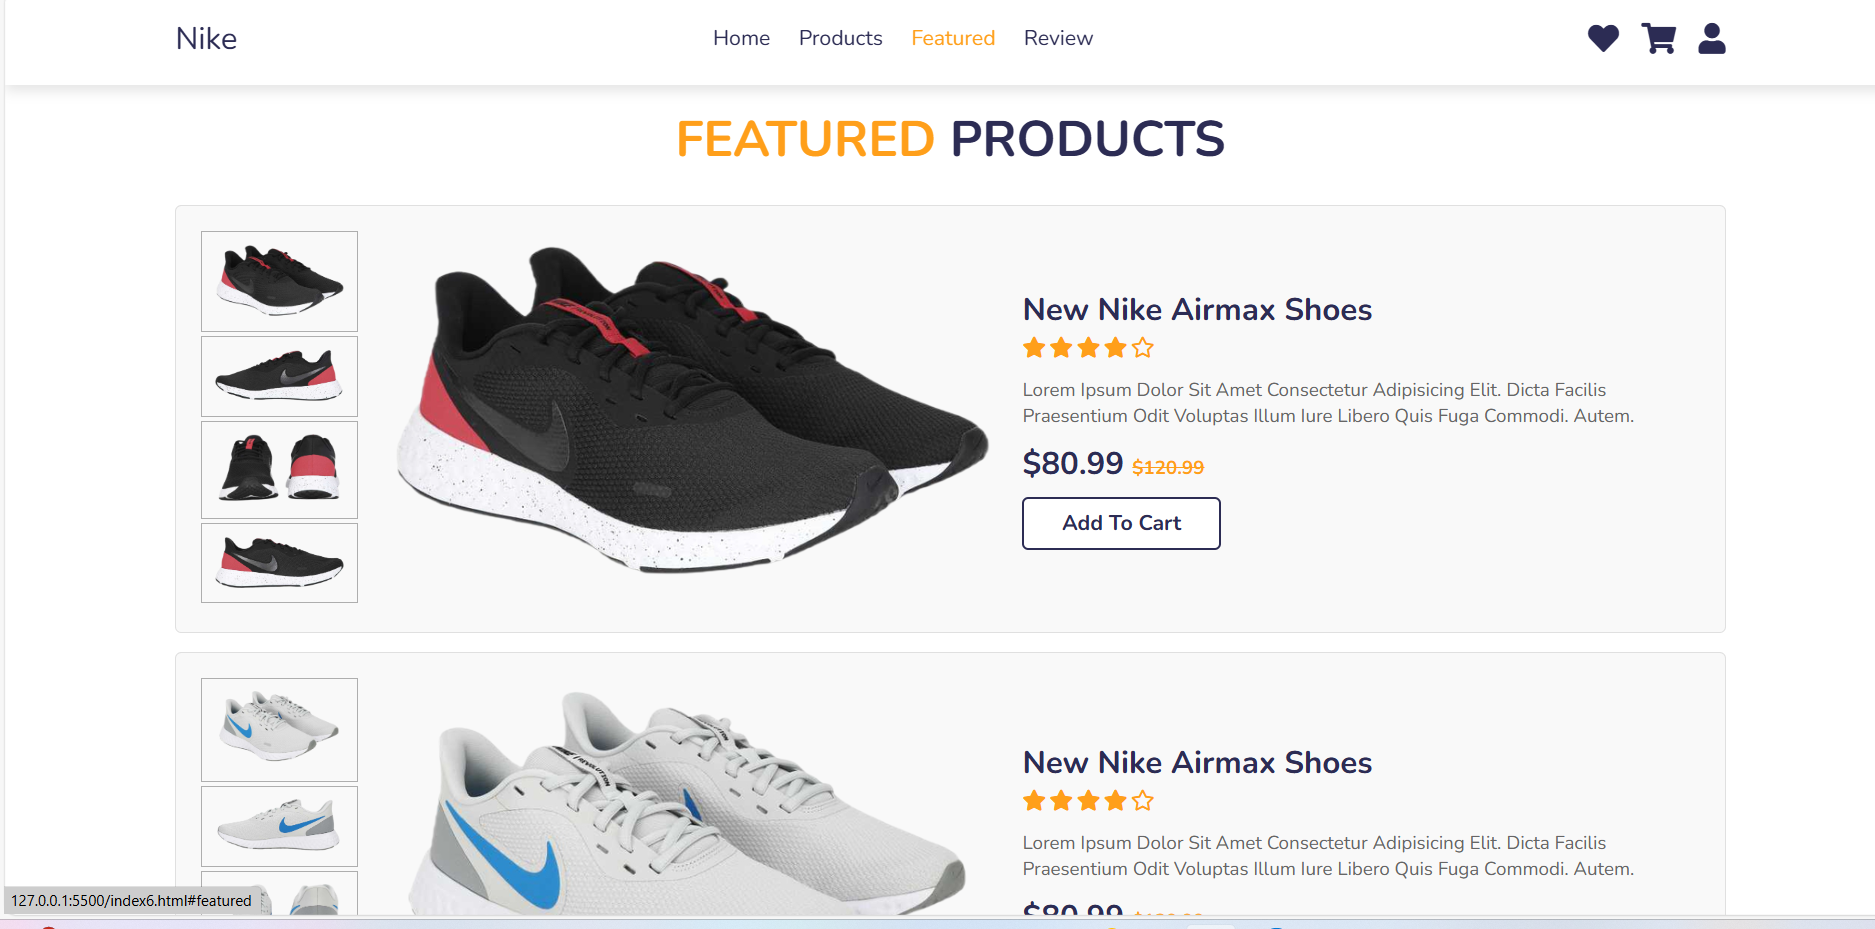 Nike
Home Products Featured Review
FEATURED PRODUCTS
New Nike Airmax Shoes
Lorem Ipsum Dolor Sit Amet Consectetur Adipisicing Elit. Dicta Facilis
Praesentium Odit Voluptas Illum Iure Libero Quis Fuga Commodi. Autem.
$80.99 $120.99
Add To Cart
New Nike Airmax Shoes
Lorem Ipsum Dolor Sit Amet Consectetur Adipisicing Elit. Dicta Facilis
Praesentium Odit Voluptas Illum Iure Libero Quis Fuga Commodi. Autem.
$80.99
127.0.0.1:5500/index6.html#featured